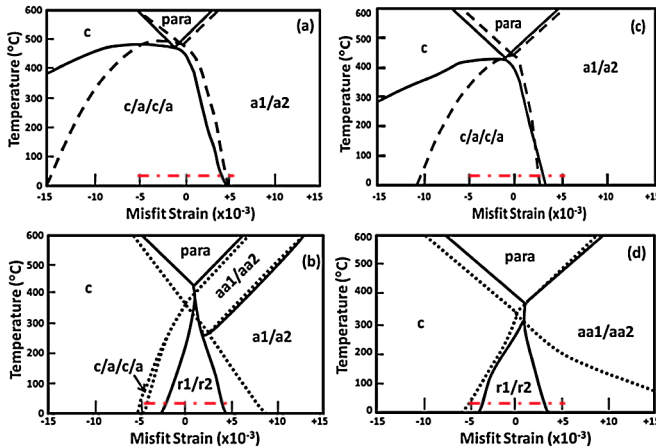 (a)
Temperature (°C)
600
500
400
300
200
100
0
para
c
c/a/c/a
a1/a2
-15
-10
-5
0
+5
+10
+15
Misfit Strain (x10⁻³)
(c)
Temperature (°C)
600
500
400
300
200
100
0
para
c
c/a/c/a
a1/a2
-15
-10
-5
0
+5
+10
+15
Misfit Strain (x10⁻³)
(b)
Temperature (°C)
600
500
400
300
200
100
0
para
aa1/aa2
c
a1/a2
c/a/c/a
r1/r2
-15
-10
-5
0
+5
+10
+15
Misfit Strain (x10⁻³)
(d)
Temperature (°C)
600
500
400
300
200
100
0
para
c
aa1/aa2
r1/r2
-15
-10
-5
0
+5
+10
+15
Misfit Strain (x10⁻³)